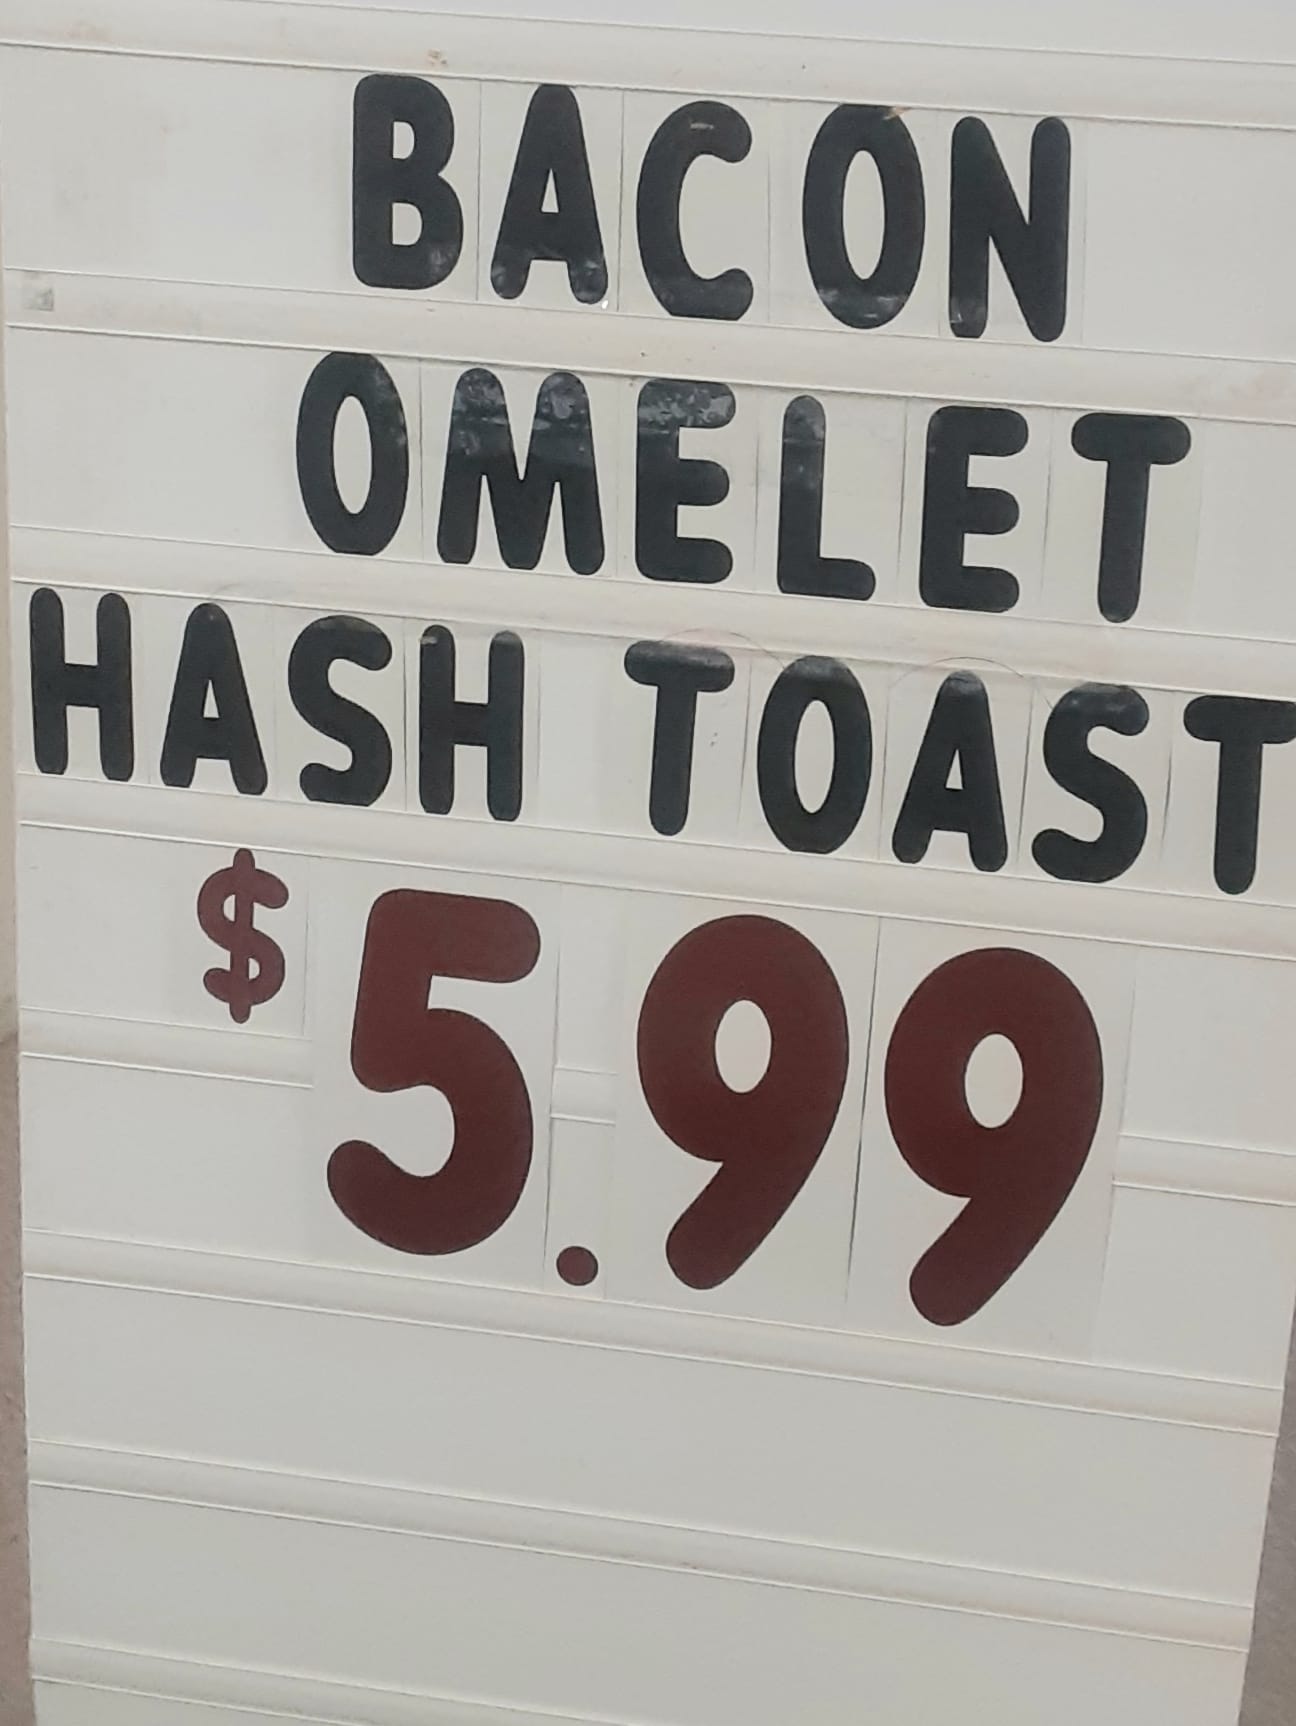 BACON
OMELET
HASH TOAST
$5.99